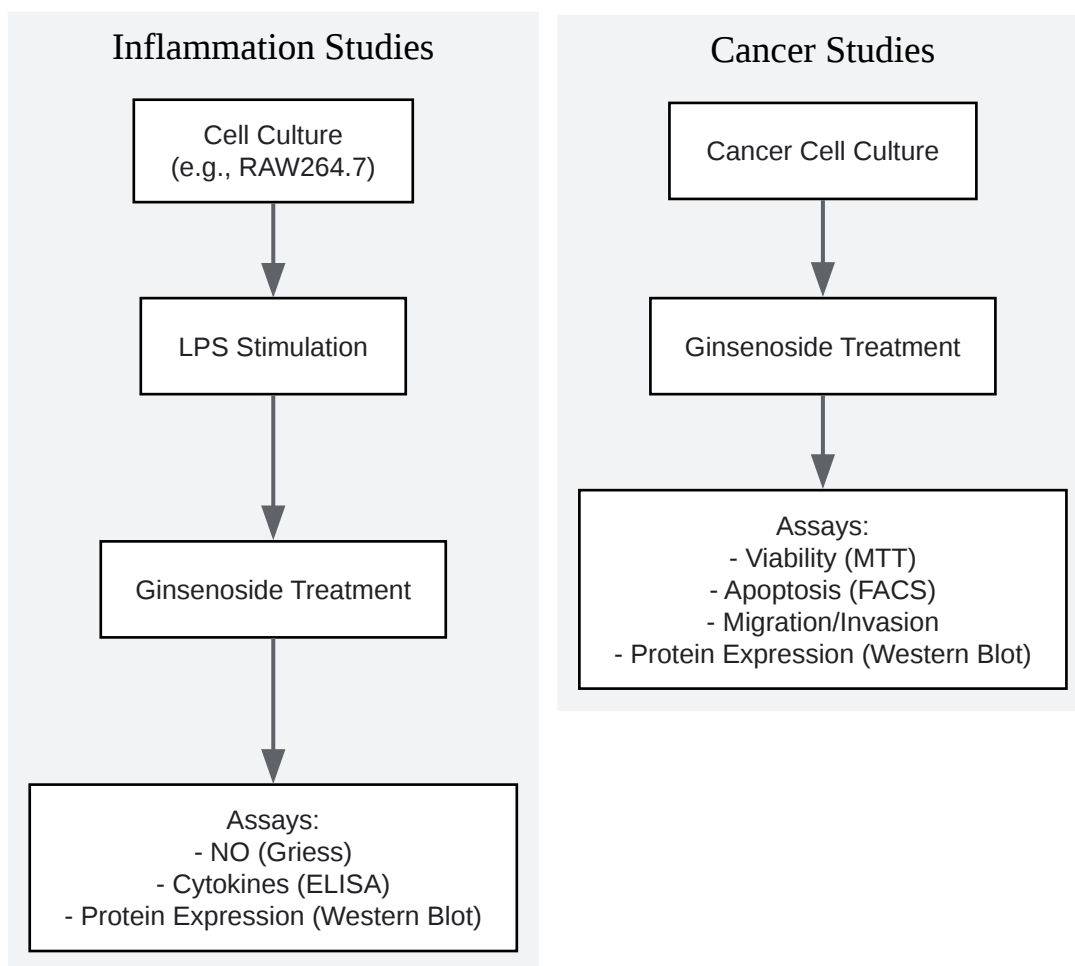 Inflammation Studies
Cell Culture
(e.g., RAW264.7)
LPS Stimulation
Ginsenoside Treatment
Assays:
- NO (Griess)
- Cytokines (ELISA)
- Protein Expression (Western Blot)
Cancer Studies
Cancer Cell Culture
Ginsenoside Treatment
Assays:
- Viability (MTT)
- Apoptosis (FACS)
- Migration/Invasion
- Protein Expression (Western Blot)